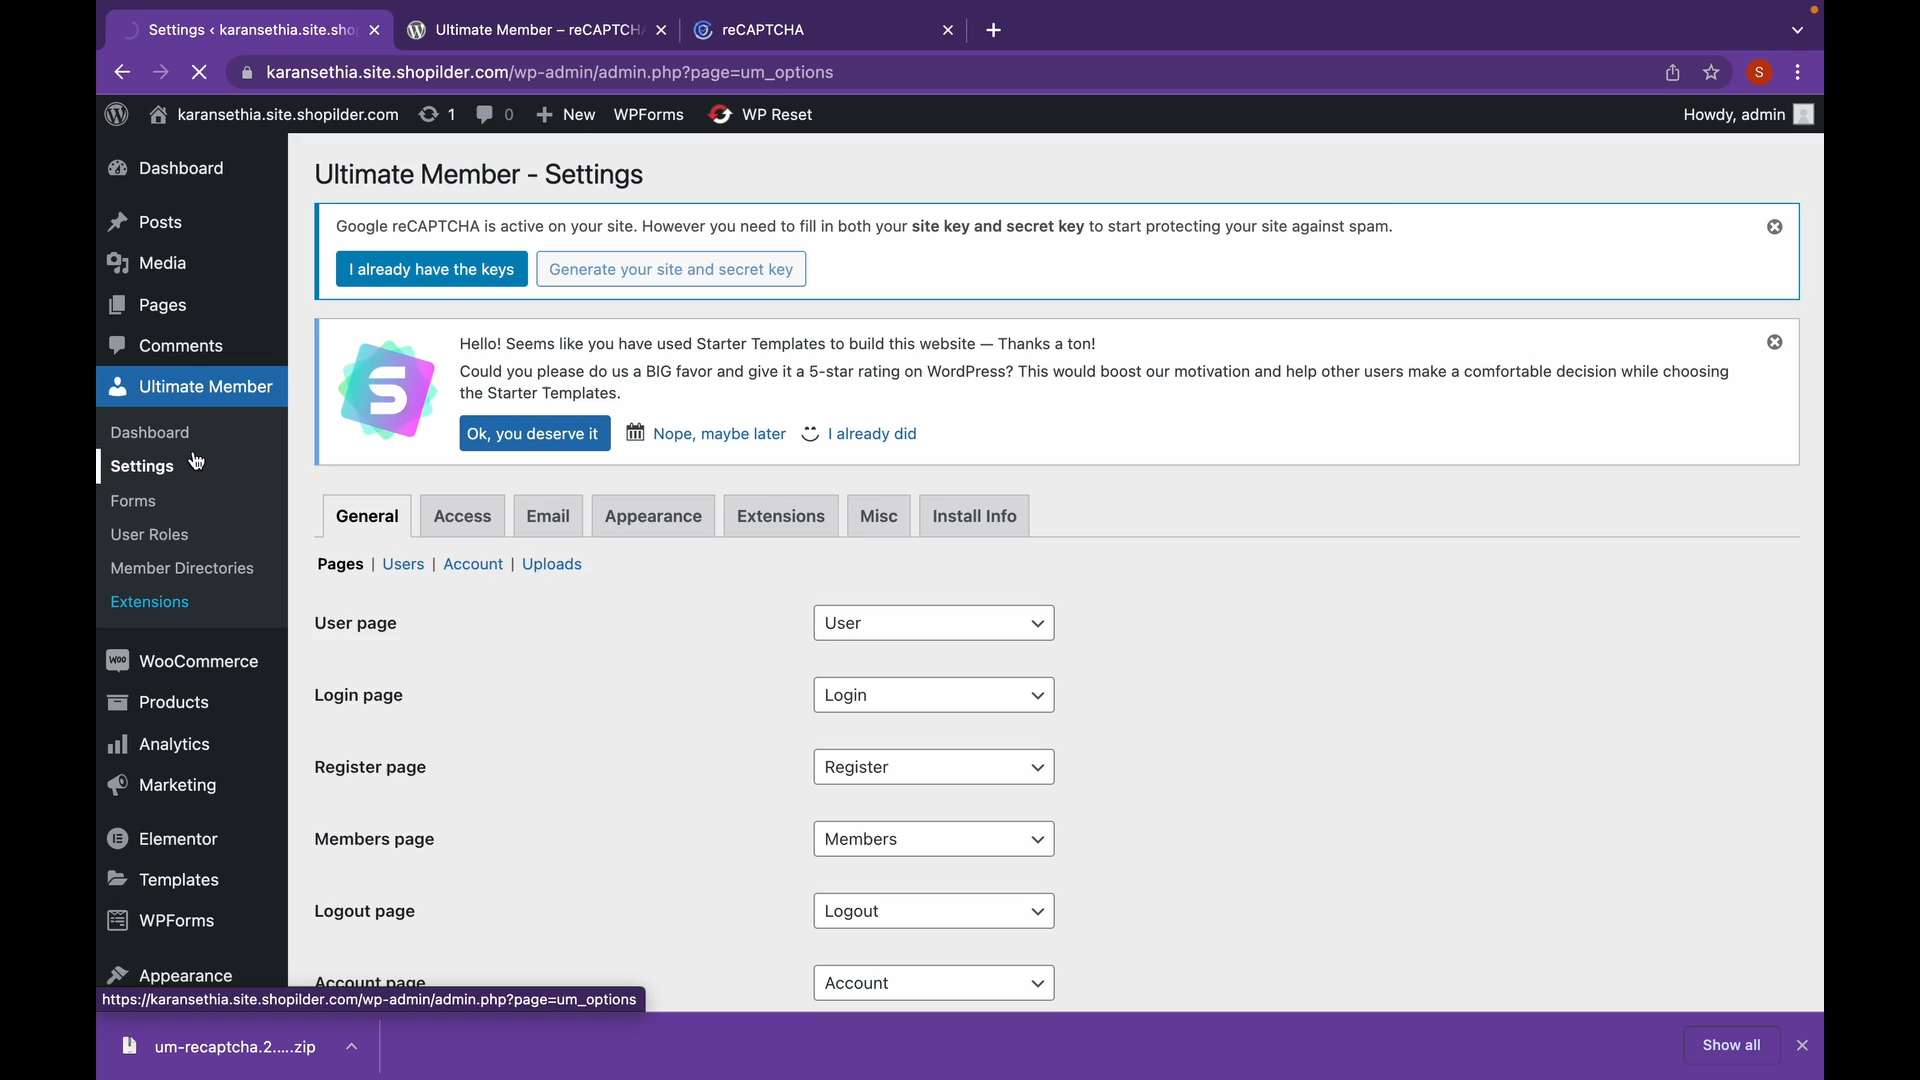 Settings ‹ karansethia.site.sho
Ultimate Member – reCAPTCH
reCAPTCHA
karansethia.site.shopilder.com/wp-admin/admin.php?page=um_options
S
karansethia.site.shopilder.com
1
0
New
WPForms
WP Reset
Howdy, admin
Dashboard
Posts
Media
Pages
Comments
Ultimate Member
Dashboard
Settings
Forms
User Roles
Member Directories
Extensions
WooCommerce
Products
Analytics
Marketing
Elementor
Templates
WPForms
Appearance
Ultimate Member - Settings
Google reCAPTCHA is active on your site. However you need to fill in both your site key and secret key to start protecting your site against spam.
I already have the keys
Generate your site and secret key
Hello! Seems like you have used Starter Templates to build this website — Thanks a ton!
Could you please do us a BIG favor and give it a 5-star rating on WordPress? This would boost our motivation and help other users make a comfortable decision while choosing
the Starter Templates.
Ok, you deserve it
Nope, maybe later
I already did
General
Access
Email
Appearance
Extensions
Misc
Install Info
Pages | Users | Account | Uploads
User page
User
Login page
Login
Register page
Register
Members page
Members
Logout page
Logout
Account page
Account
https://karansethia.site.shopilder.com/wp-admin/admin.php?page=um_options
um-recaptcha.2.....zip
Show all